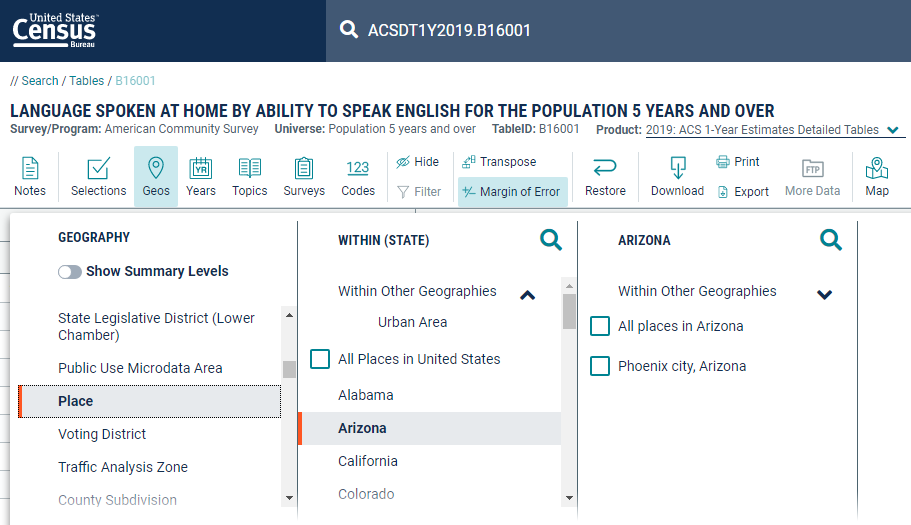 United States™
Census
Bureau
ACSDT1Y2019.B16001
// Search / Tables / B16001
LANGUAGE SPOKEN AT HOME BY ABILITY TO SPEAK ENGLISH FOR THE POPULATION 5 YEARS AND OVER
Survey/Program: American Community Survey Universe: Population 5 years and over TableID: B16001 Product: 2019: ACS 1-Year Estimates Detailed Tables
Notes
Selections
Geos
YR
Years
Topics
Surveys
123
Codes
Hide
Filter
Transpose
+/- Margin of Error
Restore
Download
Print
Export
FTP
More Data
Map
GEOGRAPHY
Show Summary Levels
State Legislative District (Lower
Chamber)
Public Use Microdata Area
Place
Voting District
Traffic Analysis Zone
County Subdivision
WITHIN (STATE)
Within Other Geographies
Urban Area
All Places in United States
Alabama
Arizona
California
Colorado
ARIZONA
Within Other Geographies
All places in Arizona
Phoenix city, Arizona